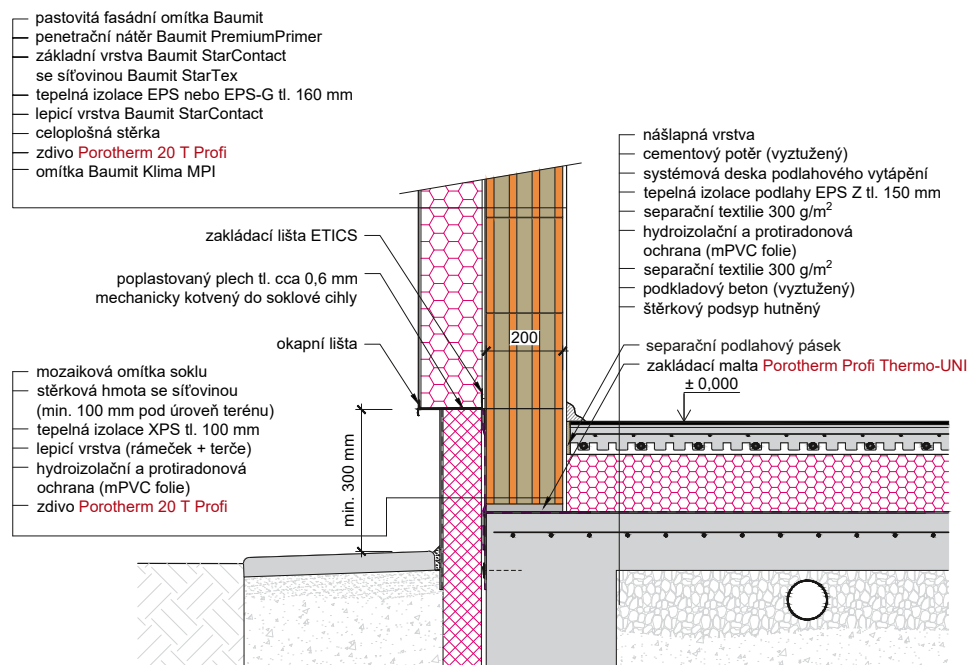 pastovitá fasádní omítka Baumit
penetrační nátěr Baumit PremiumPrimer
základní vrstva Baumit StarContact
se síťovinou Baumit StarTex
tepelná izolace EPS nebo EPS-G tl. 160 mm
lepicí vrstva Baumit StarContact
celoplošná stěrka
zdivo Porotherm 20 T Profi
omítka Baumit Klima MPI
zakládací lišta ETICS
poplastovaný plech tl. cca 0,6 mm
mechanicky kotvený do soklové cihly
okapní lišta
mozaiková omítka soklu
stěrková hmota se síťovinou
(min. 100 mm pod úroveň terénu)
tepelná izolace XPS tl. 100 mm
lepicí vrstva (rámeček + terče)
hydroizolační a protiradonová
ochrana (mPVC folie)
zdivo Porotherm 20 T Profi
min. 300 mm
200
nášlapná vrstva
cementový potěr (vyztužený)
systémová deska podlahového vytápění
tepelná izolace podlahy EPS Z tl. 150 mm
separační textilie 300 g/m²
hydroizolační a protiradonová
ochrana (mPVC folie)
separační textilie 300 g/m²
podkladový beton (vyztužený)
štěrkový podsyp hutněný
separační podlahový pásek
zakládací malta Porotherm Profi Thermo-UNI
± 0,000